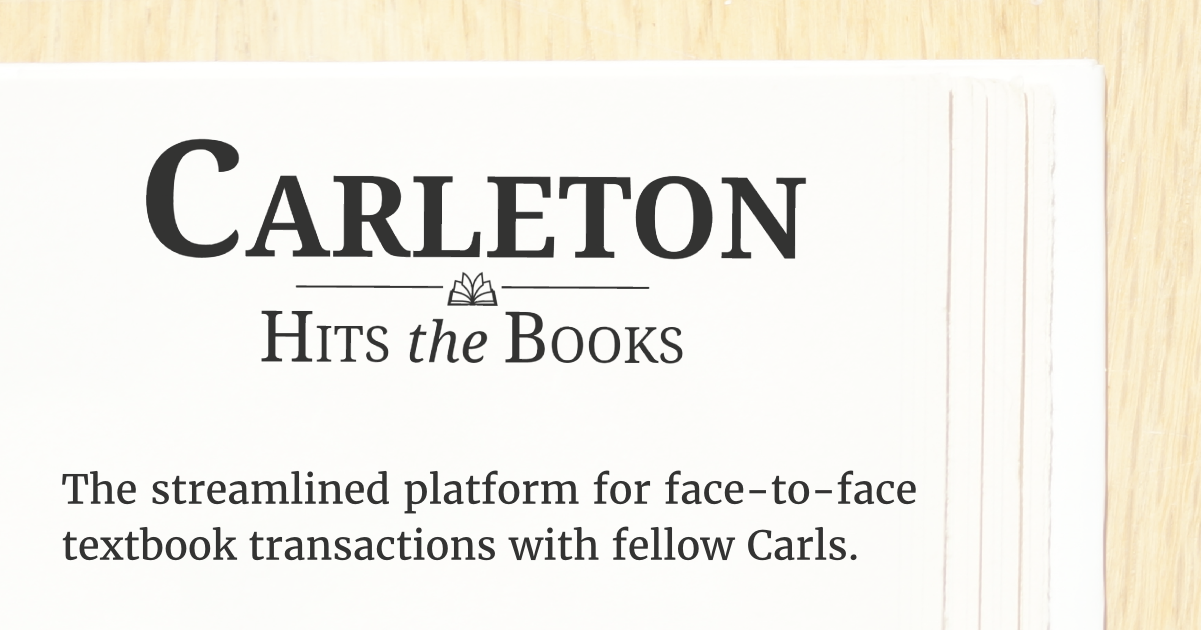 CARLETON
HITS the BOOKS
The streamlined platform for face-to-face
textbook transactions with fellow Carls.